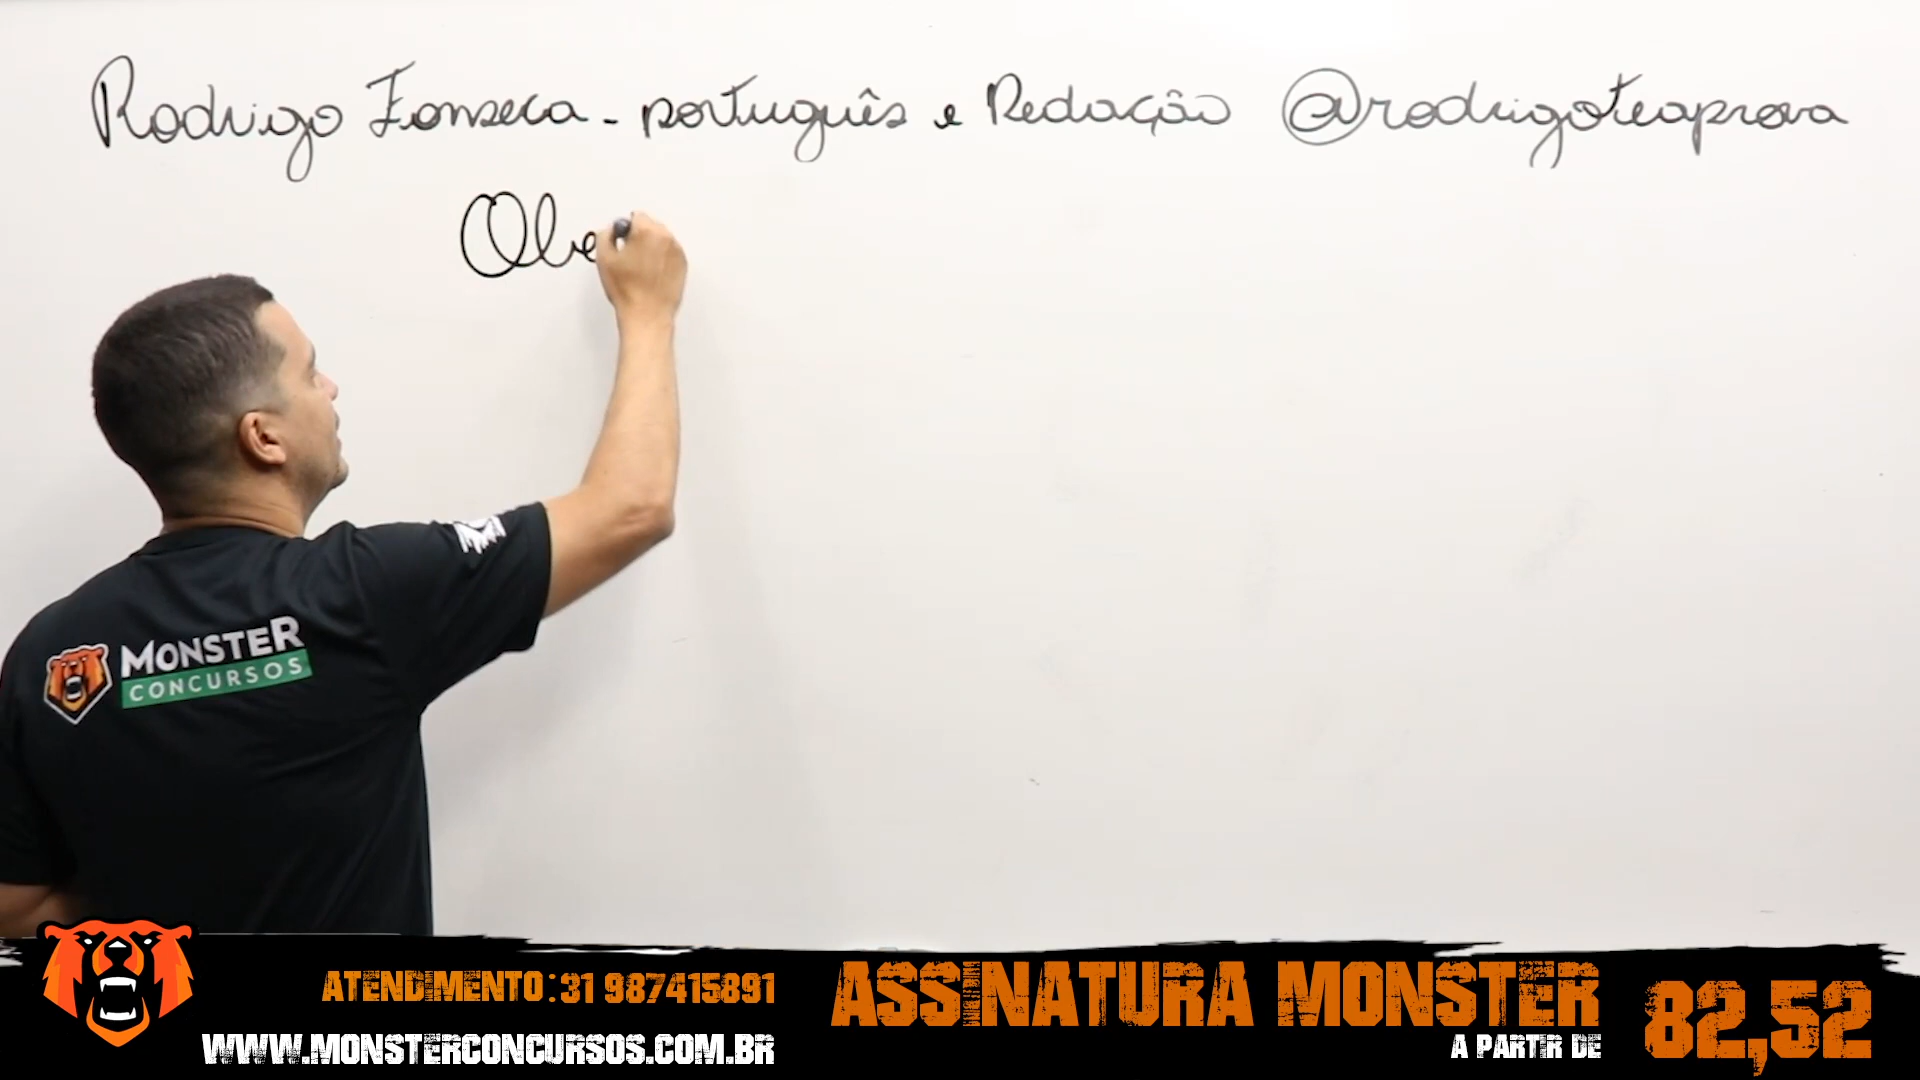 Rodrigo Fonseca - português e Redação @rodrigoteaprova
MONSTER
CONCURSOS
ATENDIMENTO: 31 987415891
WWW.MONSTERCONCURSOS.COM.BR
ASSINATURA MONSTER
A PARTIR DE
82,52